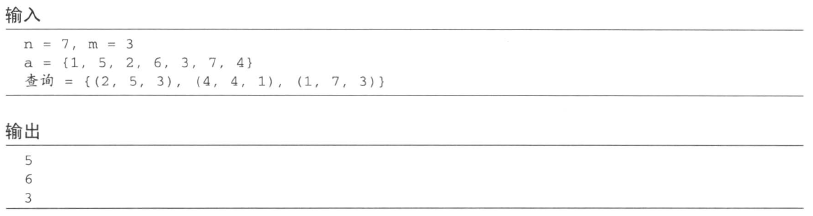 输入
n = 7, m = 3
a = {1, 5, 2, 6, 3, 7, 4}
查询 = {(2, 5, 3), (4, 4, 1), (1, 7, 3)}
输出
5
6
3